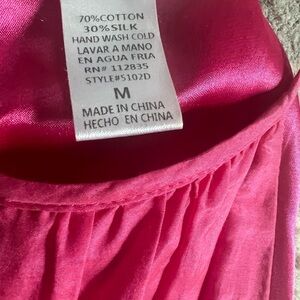 70%COTTON
30%SILK
HAND WASH COLD
LAVAR A MANO
EN AGUA FRIA
RN# 112835
STYLE#5102D
M
MADE IN CHINA
HECHO EN CHINA